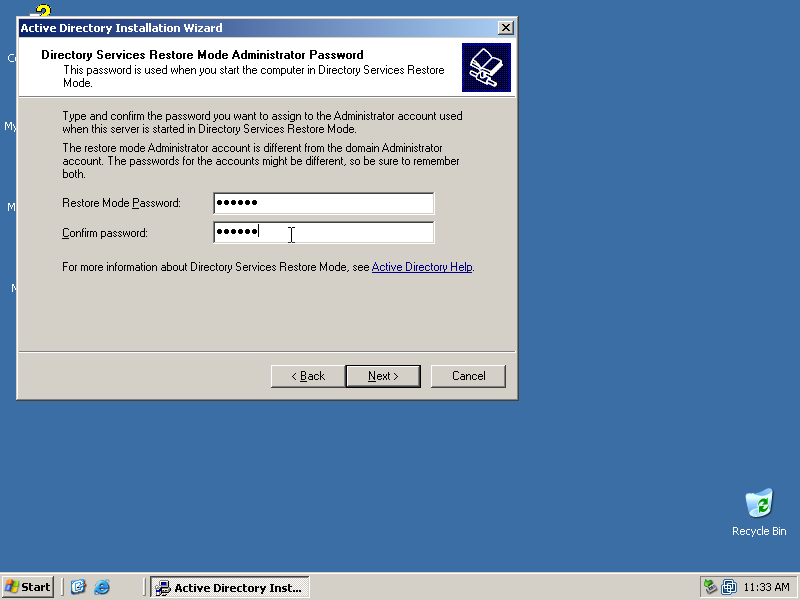 Active Directory Installation Wizard
Directory Services Restore Mode Administrator Password
This password is used when you start the computer in Directory Services Restore
Mode.
Type and confirm the password you want to assign to the Administrator account used
when this server is started in Directory Services Restore Mode.
The restore mode Administrator account is different from the domain Administrator
account. The passwords for the accounts might be different, so be sure to remember
both.
Restore Mode Password:
Confirm password:
For more information about Directory Services Restore Mode, see Active Directory Help.
< Back
Next >
Cancel
My
M
Recycle Bin
Start
Active Directory Inst...
11:33 AM